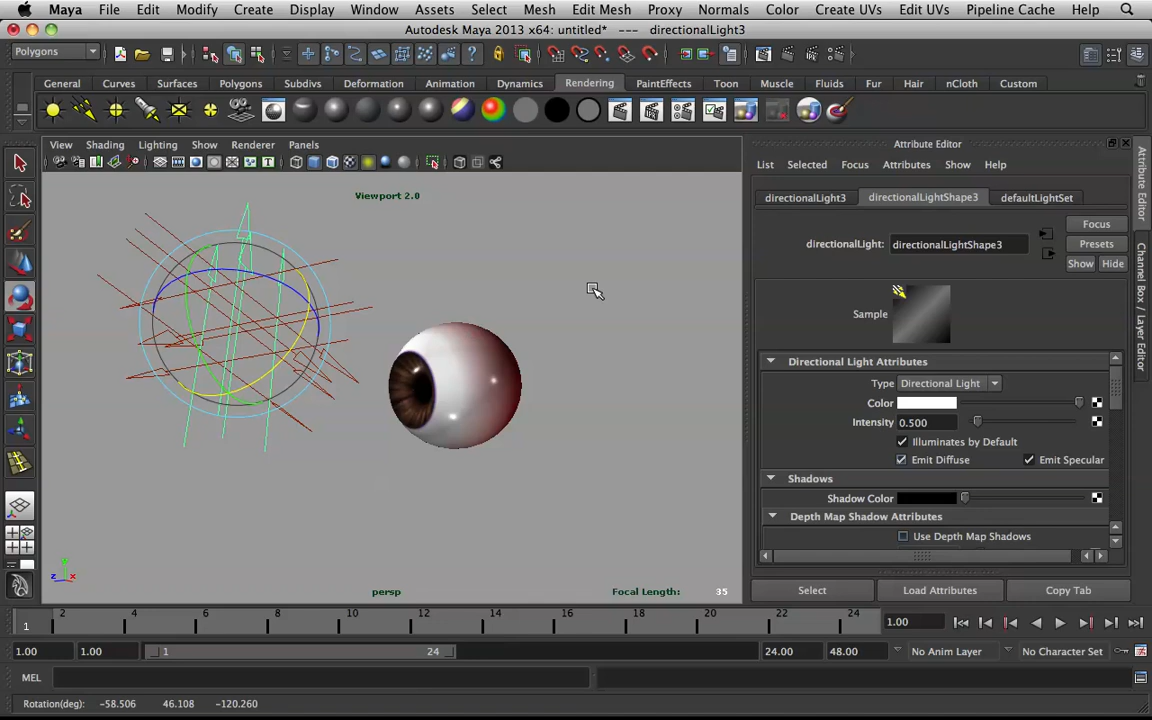 Maya File Edit Modify Create Display Window Assets Select Mesh Edit Mesh Proxy Normals Color Create UVs Edit UVs Pipeline Cache Help
Autodesk Maya 2013 x64: untitled* --- directionalLight3
Polygons
General Curves Surfaces Polygons Subdivs Deformation Animation Dynamics Rendering PaintEffects Toon Muscle Fluids Fur Hair nCloth Custom
View Shading Lighting Show Renderer Panels
Attribute Editor
List Selected Focus Attributes Show Help
Viewport 2.0
directionalLight3 directionalLightShape3 defaultLightSet
Focus
directionalLight: directionalLightShape3
Presets
Show Hide
Sample
Directional Light Attributes
Type Directional Light
Color
Intensity 0.500
Illuminates by Default
Emit Diffuse Emit Specular
Shadows
Shadow Color
Depth Map Shadow Attributes
Use Depth Map Shadows
Attribute Editor
Channel Box / Layer Editor
y
z x
persp
Focal Length: 35
Select Load Attributes Copy Tab
1 2 4 6 8 10 12 14 16 18 20 22 24
1.00
1.00 1.00 1 24 24.00 48.00 No Anim Layer No Character Set
MEL
Rotation(deg): -58.506 46.108 -120.260